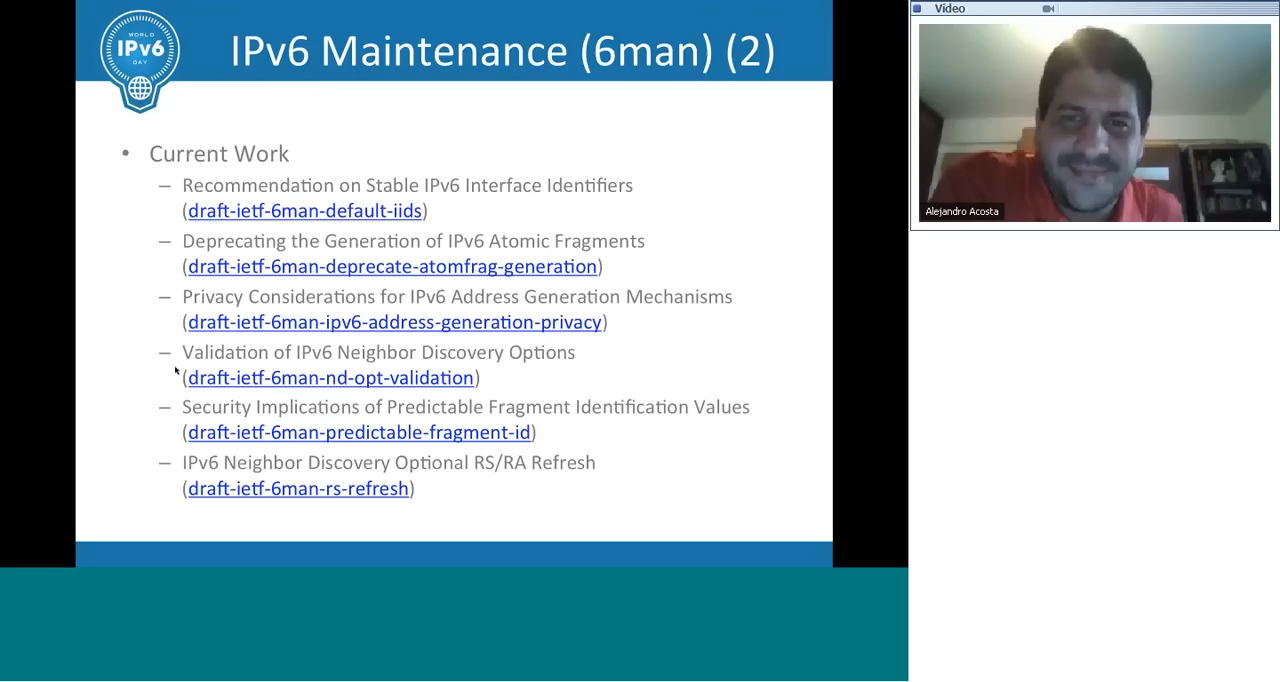 WORLD
IPv6
DAY
IPv6 Maintenance (6man) (2)
• Current Work
– Recommendation on Stable IPv6 Interface Identifiers
(draft-ietf-6man-default-iids)
– Deprecating the Generation of IPv6 Atomic Fragments
(draft-ietf-6man-deprecate-atomfrag-generation)
– Privacy Considerations for IPv6 Address Generation Mechanisms
(draft-ietf-6man-ipv6-address-generation-privacy)
– Validation of IPv6 Neighbor Discovery Options
(draft-ietf-6man-nd-opt-validation)
– Security Implications of Predictable Fragment Identification Values
(draft-ietf-6man-predictable-fragment-id)
– IPv6 Neighbor Discovery Optional RS/RA Refresh
(draft-ietf-6man-rs-refresh)
Vídeo
Alejandro Acosta